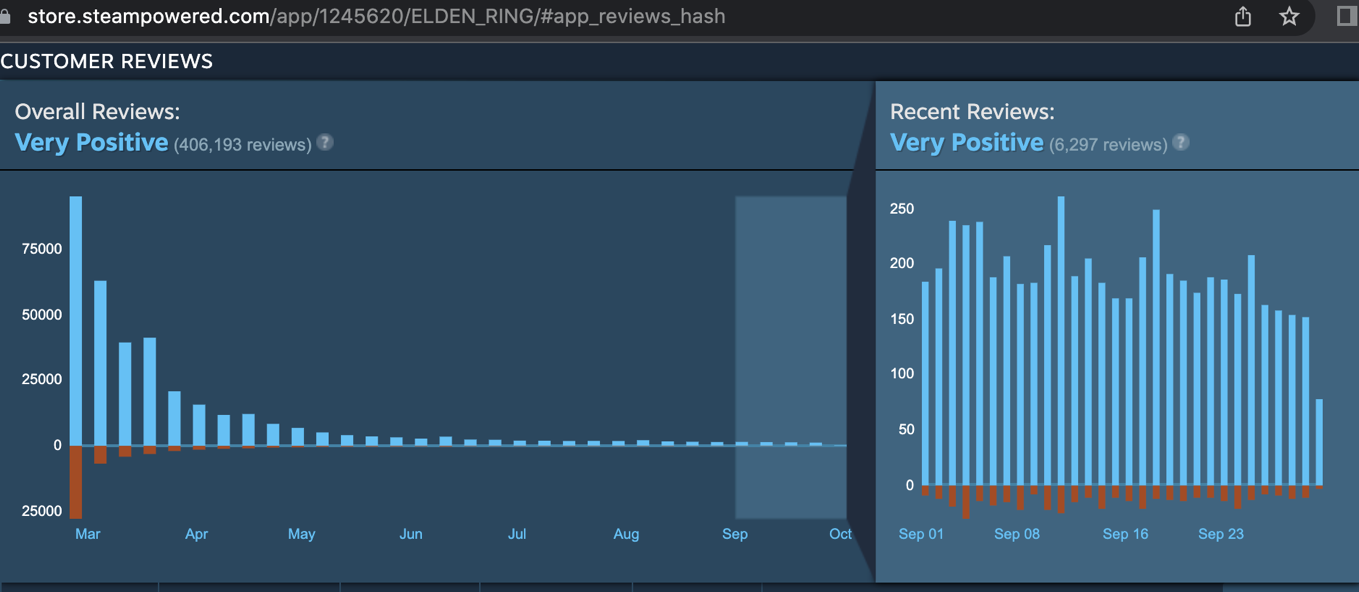 store.steampowered.com/app/1245620/ELDEN_RING/#app_reviews_hash
CUSTOMER REVIEWS
Overall Reviews:
Very Positive (406,193 reviews) ?
75000
50000
25000
0
25000
Mar Apr May Jun Jul Aug Sep Oct
Recent Reviews:
Very Positive (6,297 reviews) ?
250
200
150
100
50
0
Sep 01 Sep 08 Sep 16 Sep 23